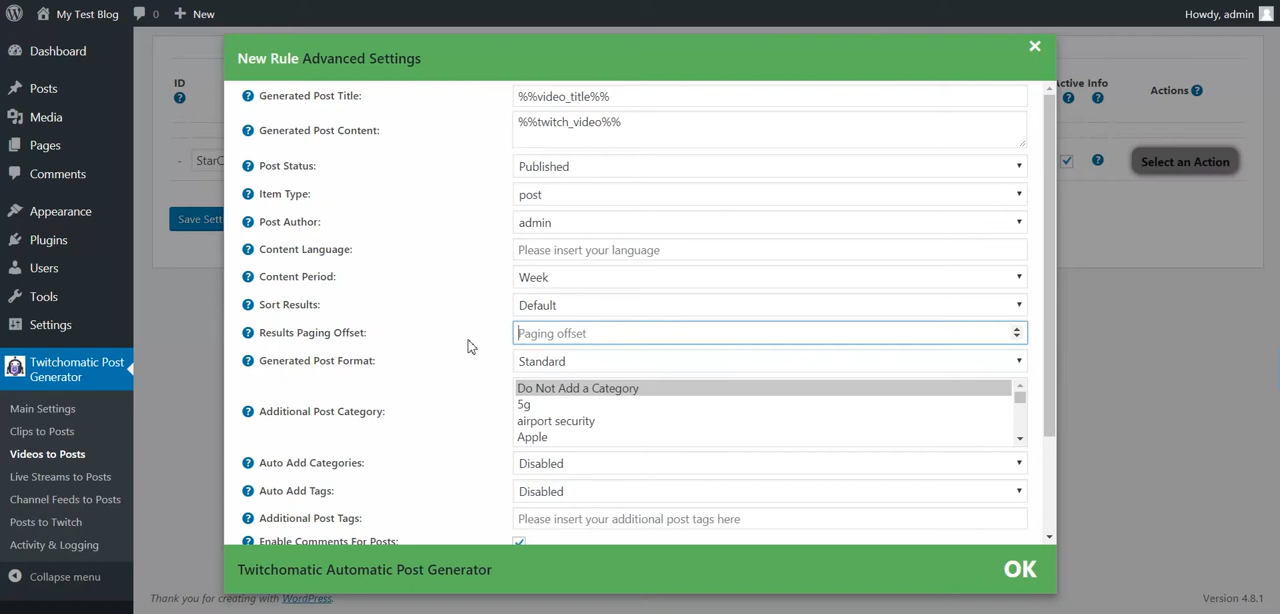 My Test Blog
0
New
Howdy, admin
Dashboard
Posts
Media
Pages
Comments
Appearance
Plugins
Users
Tools
Settings
Twitchomatic Post
Generator
Main Settings
Clips to Posts
Videos to Posts
Live Streams to Posts
Channel Feeds to Posts
Posts to Twitch
Activity & Logging
Collapse menu
ID
Info
Actions
-
Select an Action
New Rule Advanced Settings
Generated Post Title:
%%video_title%%
Generated Post Content:
%%twitch_video%%
Post Status:
Published
Item Type:
post
Post Author:
admin
Content Language:
Please insert your language
Content Period:
Week
Sort Results:
Default
Results Paging Offset:
Paging offset
Generated Post Format:
Standard
Additional Post Category:
Do Not Add a Category
5g
airport security
Apple
Auto Add Categories:
Disabled
Auto Add Tags:
Disabled
Additional Post Tags:
Please insert your additional post tags here
Enable Comments For Posts:
Twitchomatic Automatic Post Generator
OK
Thank you for creating with WordPress.
Version 4.8.1